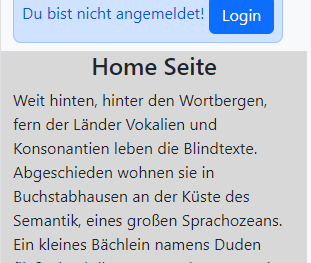 Du bist nicht angemeldet! Login
Home Seite
Weit hinten, hinter den Wortbergen,
fern der Länder Vokalien und
Konsonantien leben die Blindtexte.
Abgeschieden wohnen sie in
Buchstabhausen an der Küste des
Semantik, eines großen Sprachozeans.
Ein kleines Bächlein namens Duden